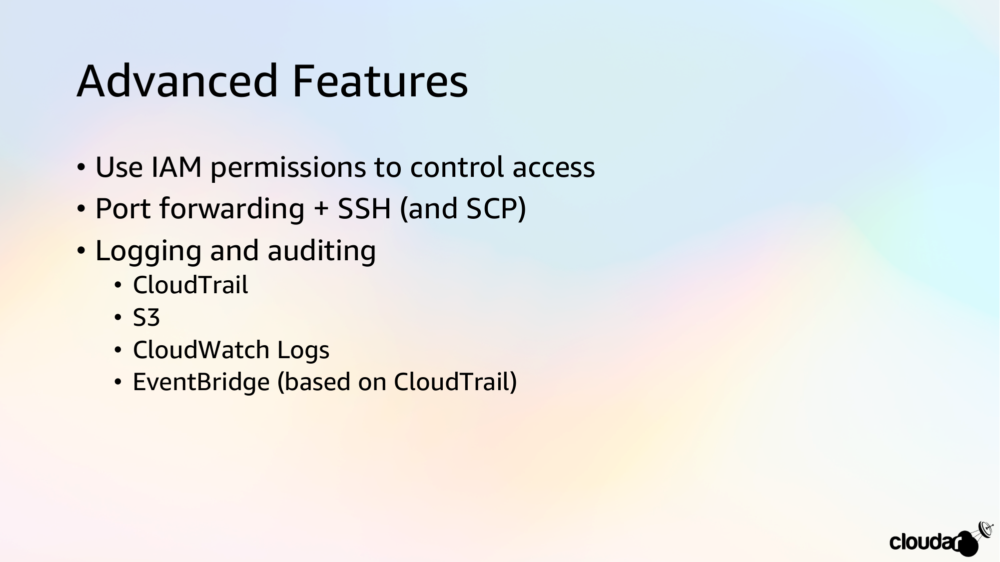 Advanced Features
• Use IAM permissions to control access
• Port forwarding + SSH (and SCP)
• Logging and auditing
• CloudTrail
• S3
• CloudWatch Logs
• EventBridge (based on CloudTrail)
cloudar